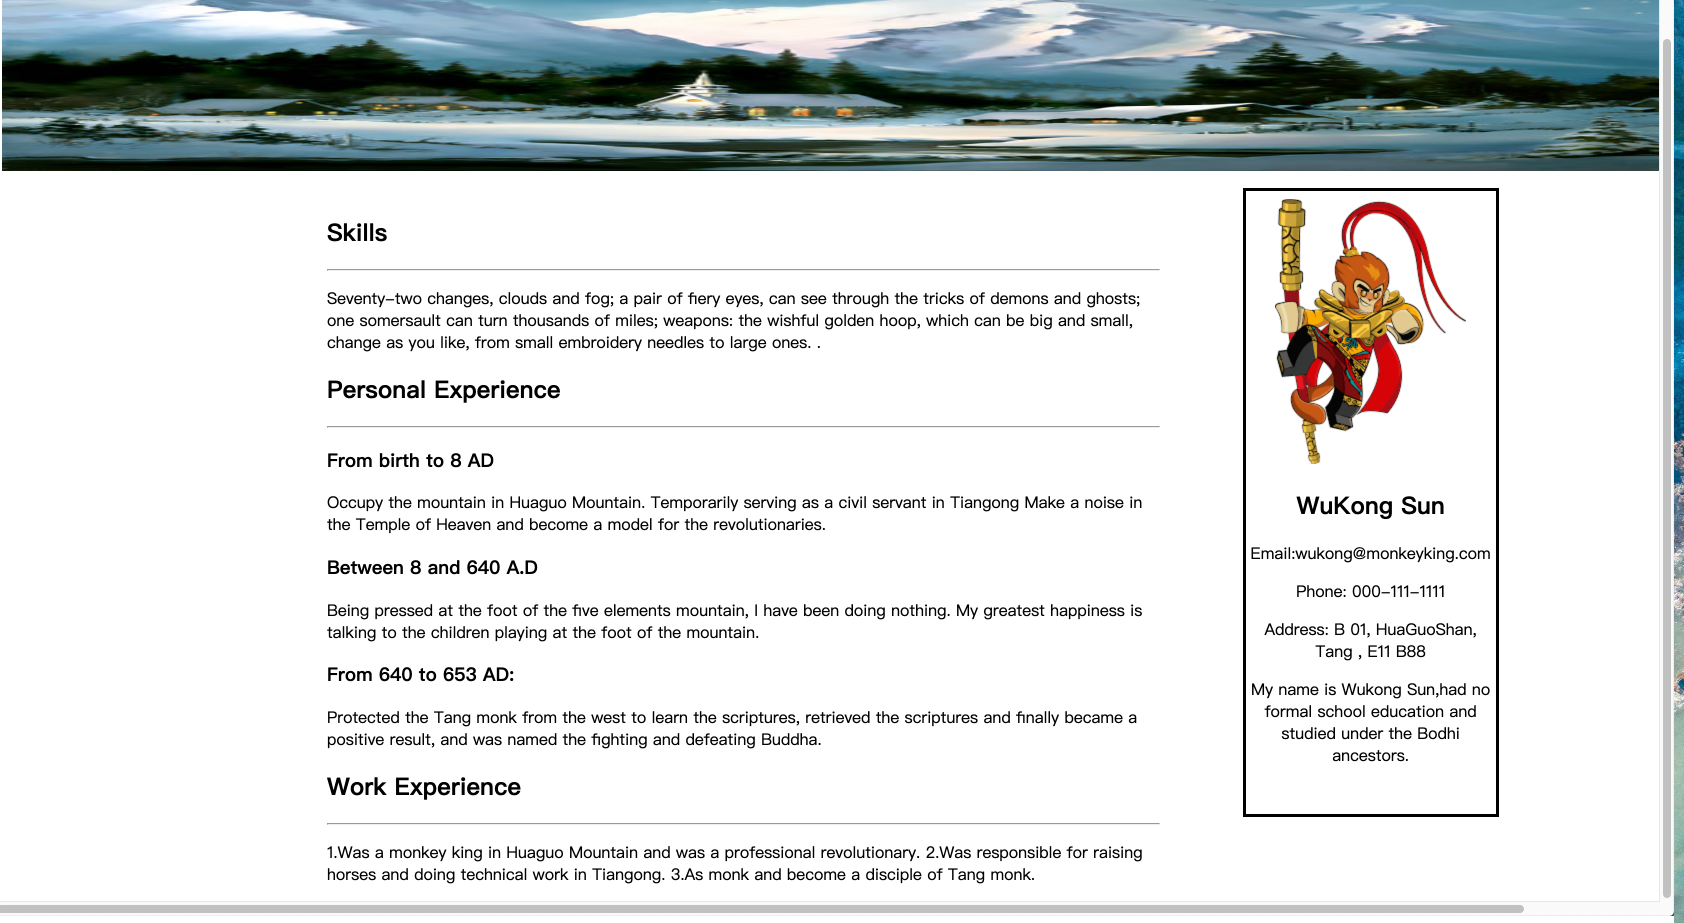 Skills
Seventy-two changes, clouds and fog; a pair of fiery eyes, can see through the tricks of demons and ghosts;
one somersault can turn thousands of miles; weapons: the wishful golden hoop, which can be big and small,
change as you like, from small embroidery needles to large ones. .
Personal Experience
From birth to 8 AD
Occupy the mountain in Huaguo Mountain. Temporarily serving as a civil servant in Tiangong Make a noise in
the Temple of Heaven and become a model for the revolutionaries.
Between 8 and 640 A.D
Being pressed at the foot of the five elements mountain, I have been doing nothing. My greatest happiness is
talking to the children playing at the foot of the mountain.
From 640 to 653 AD:
Protected the Tang monk from the west to learn the scriptures, retrieved the scriptures and finally became a
positive result, and was named the fighting and defeating Buddha.
Work Experience
1.Was a monkey king in Huaguo Mountain and was a professional revolutionary. 2.Was responsible for raising
horses and doing technical work in Tiangong. 3.As monk and become a disciple of Tang monk.
WuKong Sun
Email:wukong@monkeyking.com
Phone: 000-111-1111
Address: B 01, HuaGuoShan,
Tang , E11 B88
My name is Wukong Sun,had no
formal school education and
studied under the Bodhi
ancestors.